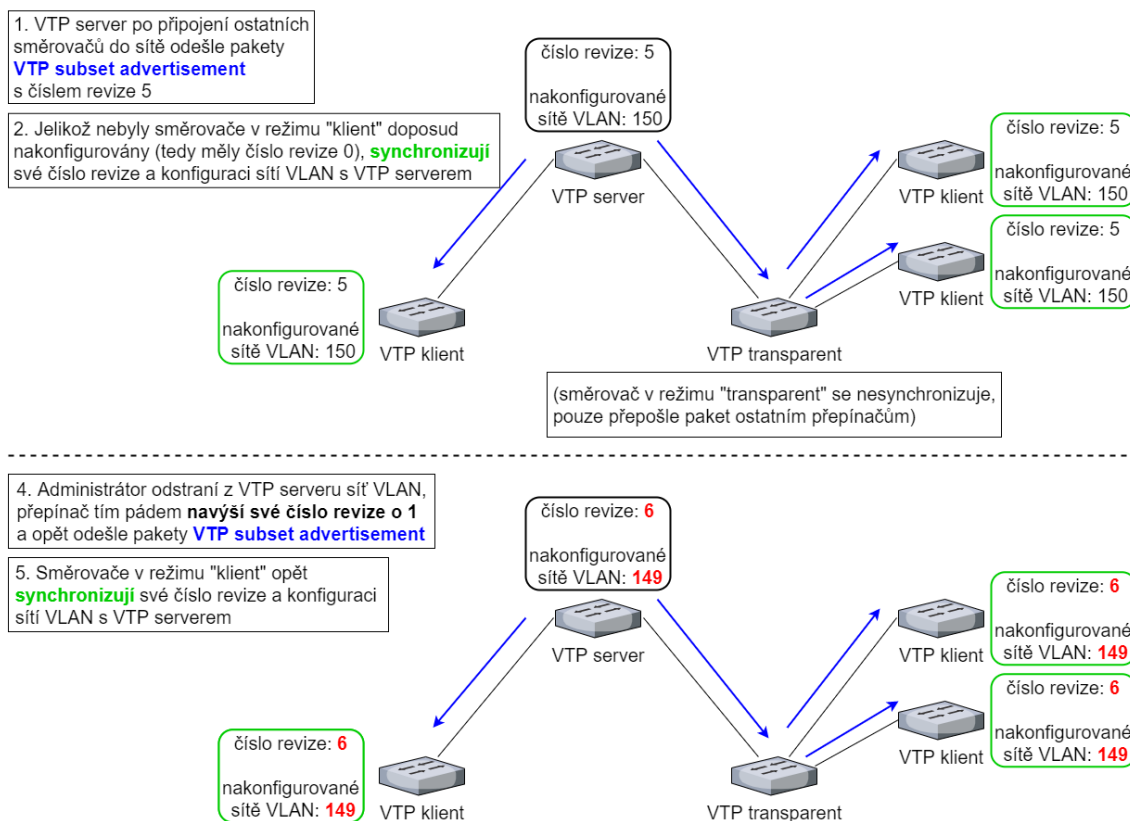 1. VTP server po připojení ostatních
směrovačů do sítě odešle pakety
VTP subset advertisement
s číslem revize 5
2. Jelikož nebyly směrovače v režimu "klient" doposud
nakonfigurovány (tedy měly číslo revize 0), synchronizují
své číslo revize a konfiguraci sítí VLAN s VTP serverem
číslo revize: 5
nakonfigurované
sítě VLAN: 150
VTP server
číslo revize: 5
nakonfigurované
sítě VLAN: 150
VTP klient
číslo revize: 5
nakonfigurované
sítě VLAN: 150
VTP klient
číslo revize: 5
nakonfigurované
sítě VLAN: 150
VTP klient
VTP transparent
(směrovač v režimu "transparent" se nesynchronizuje,
pouze přepošle paket ostatním přepínačům)
4. Administrátor odstraní z VTP serveru síť VLAN,
přepínač tím pádem navýší své číslo revize o 1
a opět odešle pakety VTP subset advertisement
5. Směrovače v režimu "klient" opět
synchronizují své číslo revize a konfiguraci
sítí VLAN s VTP serverem
číslo revize: 6
nakonfigurované
sítě VLAN: 149
VTP server
číslo revize: 6
nakonfigurované
sítě VLAN: 149
VTP klient
číslo revize: 6
nakonfigurované
sítě VLAN: 149
VTP klient
číslo revize: 6
nakonfigurované
sítě VLAN: 149
VTP klient
VTP transparent